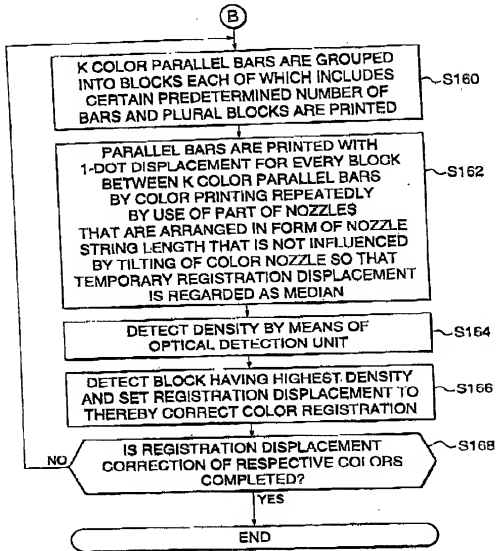 B
K COLOR PARALLEL BARS ARE GROUPED
INTO BLOCKS EACH OF WHICH INCLUDES
CERTAIN PREDETERMINED NUMBER OF
BARS AND PLURAL BLOCKS ARE PRINTED
S160
PARALLEL BARS ARE PRINTED WITH
1-DOT DISPLACEMENT FOR EVERY BLOCK
BETWEEN K COLOR PARALLEL BARS
BY COLOR PRINTING REPEATEDLY
BY USE OF PART OF NOZZLES
THAT ARE ARRANGED IN FORM OF NOZZLE
STRING LENGTH THAT IS NOT INFLUENCED
BY TILTING OF COLOR NOZZLE SO THAT
TEMPORARY REGISTRATION DISPLACEMENT
IS REGARDED AS MEDIAN
S162
DETECT DENSITY BY MEANS OF
OPTICAL DETECTION UNIT
S164
DETECT BLOCK HAVING HIGHEST DENSITY
AND SET REGISTRATION DISPLACEMENT TO
THEREBY CORRECT COLOR REGISTRATION
S166
IS REGISTRATION DISPLACEMENT
CORRECTION OF RESPECTIVE COLORS
COMPLETED?
S168
NO
YES
END